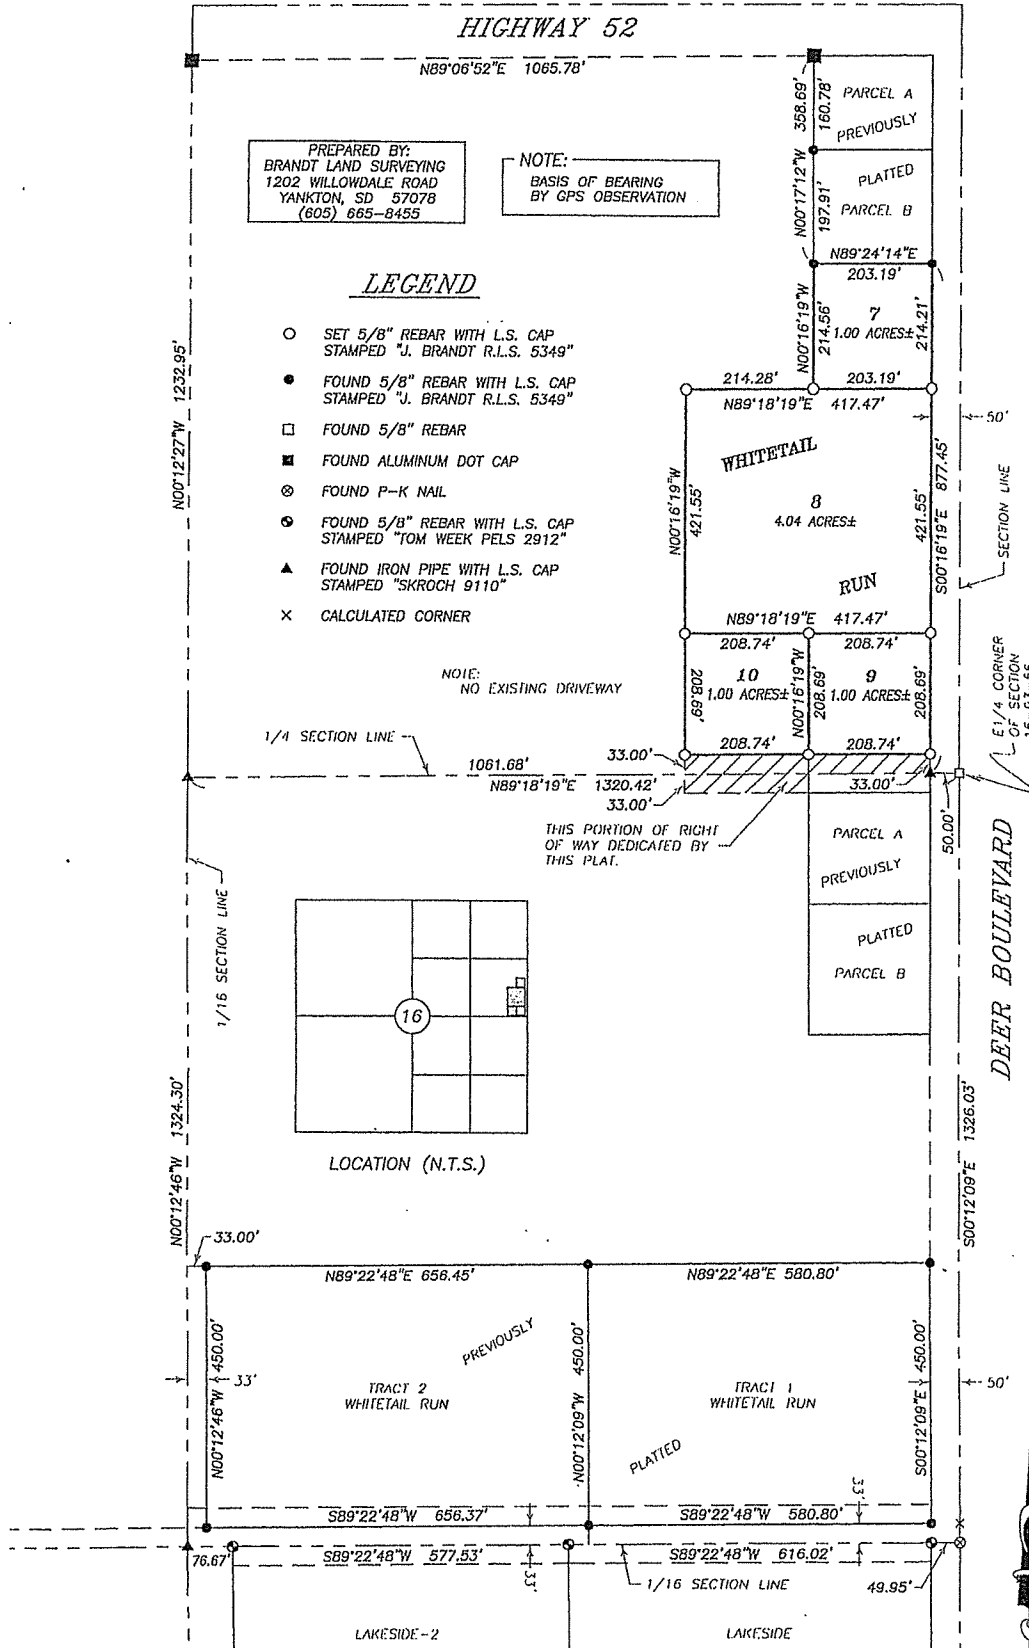 HIGHWAY 52
N89°06'52"E 1065.78'
358.69'
160.78'
PARCEL A
PREVIOUSLY
PLATTED
PARCEL B
N00°17'12"W
197.91'
PREPARED BY:
BRANDT LAND SURVEYING
1202 WILLOWDALE ROAD
YANKTON, SD 57078
(605) 665-8455
NOTE:
BASIS OF BEARING
BY GPS OBSERVATION
N89°24'14"E
203.19'
7
1.00 ACRES±
N00°16'19"W
214.56'
214.21'
LEGEND
SET 5/8" REBAR WITH L.S. CAP
STAMPED "J. BRANDT R.L.S. 5349"
FOUND 5/8" REBAR WITH L.S. CAP
STAMPED "J. BRANDT R.L.S. 5349"
FOUND 5/8" REBAR
FOUND ALUMINUM DOT CAP
FOUND P-K NAIL
FOUND 5/8" REBAR WITH L.S. CAP
STAMPED "TOM WEEK PELS 2912"
FOUND IRON PIPE WITH L.S. CAP
STAMPED "SKROCH 9110"
CALCULATED CORNER
N00°12'27"W 1232.95'
214.28' 203.19'
N89°18'19"E 417.47'
50'
WHITETAIL
8
4.04 ACRES±
RUN
N00°16'19"W
421.55'
421.55'
S00°16'19"E 877.45'
SECTION LINE
N89°18'19"E 417.47'
208.74' 208.74'
10
1.00 ACRES±
9
1.00 ACRES±
208.69'
N00°16'19"W
208.69'
208.69'
208.74' 208.74'
E1/4 CORNER
OF SECTION
NOTE:
NO EXISTING DRIVEWAY
1/4 SECTION LINE
33.00'
1061.68'
N89°18'19"E 1320.42'
33.00'
33.00'
50.00'
THIS PORTION OF RIGHT
OF WAY DEDICATED BY
THIS PLAT.
PARCEL A
PREVIOUSLY
PLATTED
PARCEL B
DEER BOULEVARD
1/16 SECTION LINE
16
LOCATION (N.T.S.)
N00°12'46"W 1324.30'
S00°12'09"E 1326.03'
33.00'
N89°22'48"E 656.45'
N89°22'48"E 580.80'
N00°12'46"W 450.00'
33'
PREVIOUSLY
TRACT 2
WHITETAIL RUN
N00°12'09"W 450.00'
TRACT 1
WHITETAIL RUN
PLATTED
S00°12'09"E 450.00'
50'
33'
S89°22'48"W 656.37'
S89°22'48"W 580.80'
76.67'
S89°22'48"W 577.53'
33'
S89°22'48"W 616.02'
1/16 SECTION LINE
49.95'
LAKESIDE-2
LAKESIDE